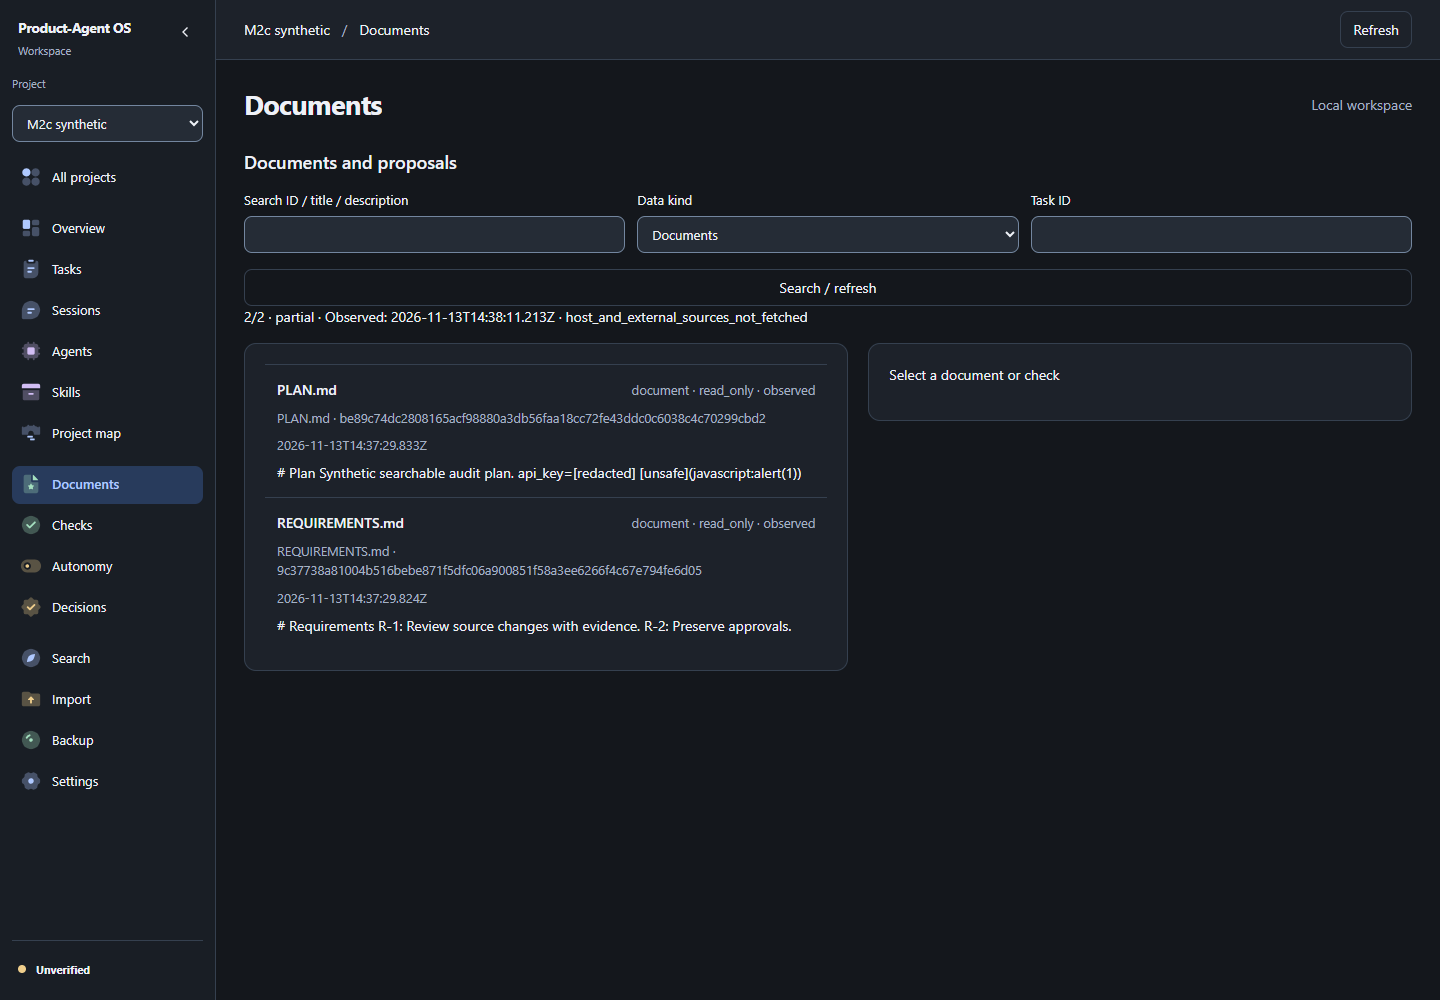 Product-Agent OS
Workspace
Project
M2c synthetic
All projects
Overview
Tasks
Sessions
Agents
Skills
Project map
Documents
Checks
Autonomy
Decisions
Search
Import
Backup
Settings
Unverified
M2c synthetic / Documents
Refresh
Documents
Local workspace
Documents and proposals
Search ID / title / description
Data kind
Task ID
Documents
Search / refresh
2/2 · partial · Observed: 2026-11-13T14:38:11.213Z · host_and_external_sources_not_fetched
PLAN.md
document · read_only · observed
PLAN.md · be89c74dc2808165acf98880a3db56faa18cc72fe43ddc0c6038c4c70299cbd2
2026-11-13T14:37:29.833Z
# Plan Synthetic searchable audit plan. api_key=[redacted] [unsafe](javascript:alert(1))
REQUIREMENTS.md
document · read_only · observed
REQUIREMENTS.md ·
9c37738a81004b516bebe871f5dfc06a900851f58a3ee6266f4c67e794fe6d05
2026-11-13T14:37:29.824Z
# Requirements R-1: Review source changes with evidence. R-2: Preserve approvals.
Select a document or check